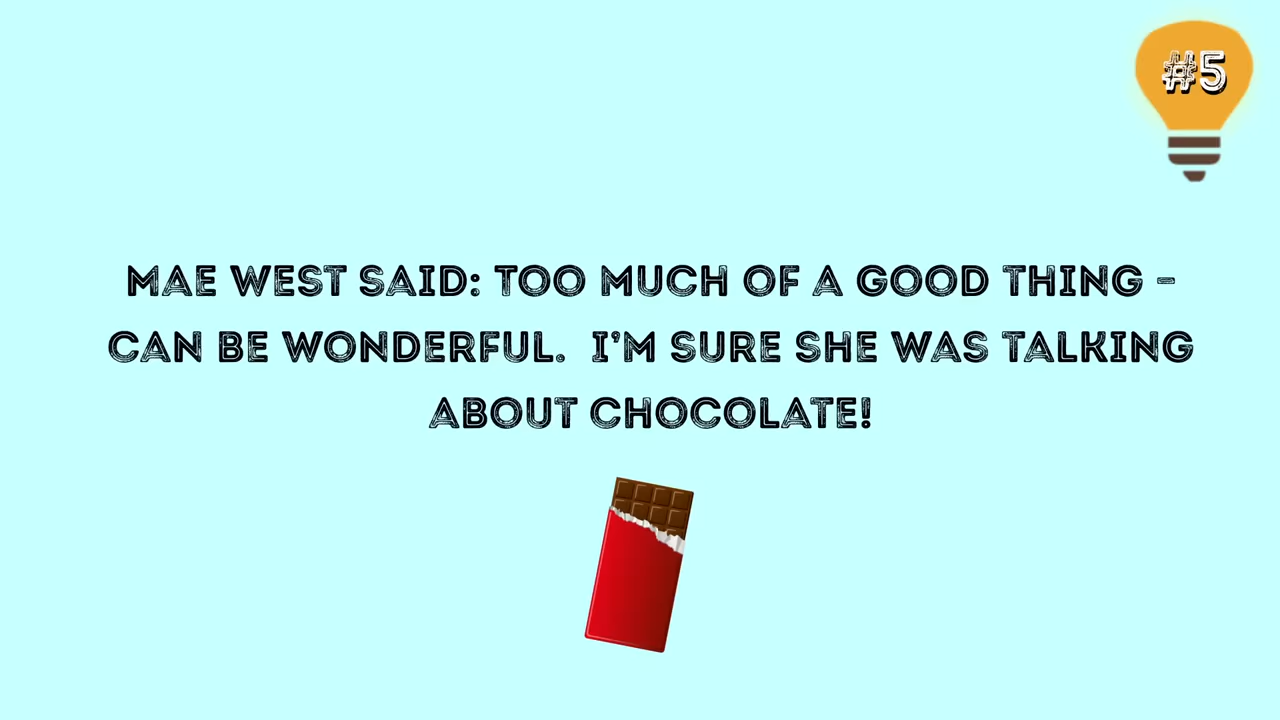 #5
MAE WEST SAID: TOO MUCH OF A GOOD THING -
CAN BE WONDERFUL.  I'M SURE SHE WAS TALKING
ABOUT CHOCOLATE!